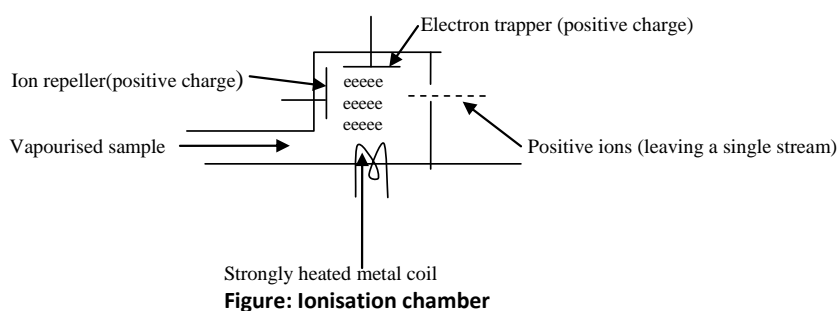 Electron trapper (positive charge)
Ion repeller(positive charge)
eeeee
eeeee
eeeee
Vapourised sample
Positive ions (leaving a single stream)
Strongly heated metal coil
Figure: Ionisation chamber